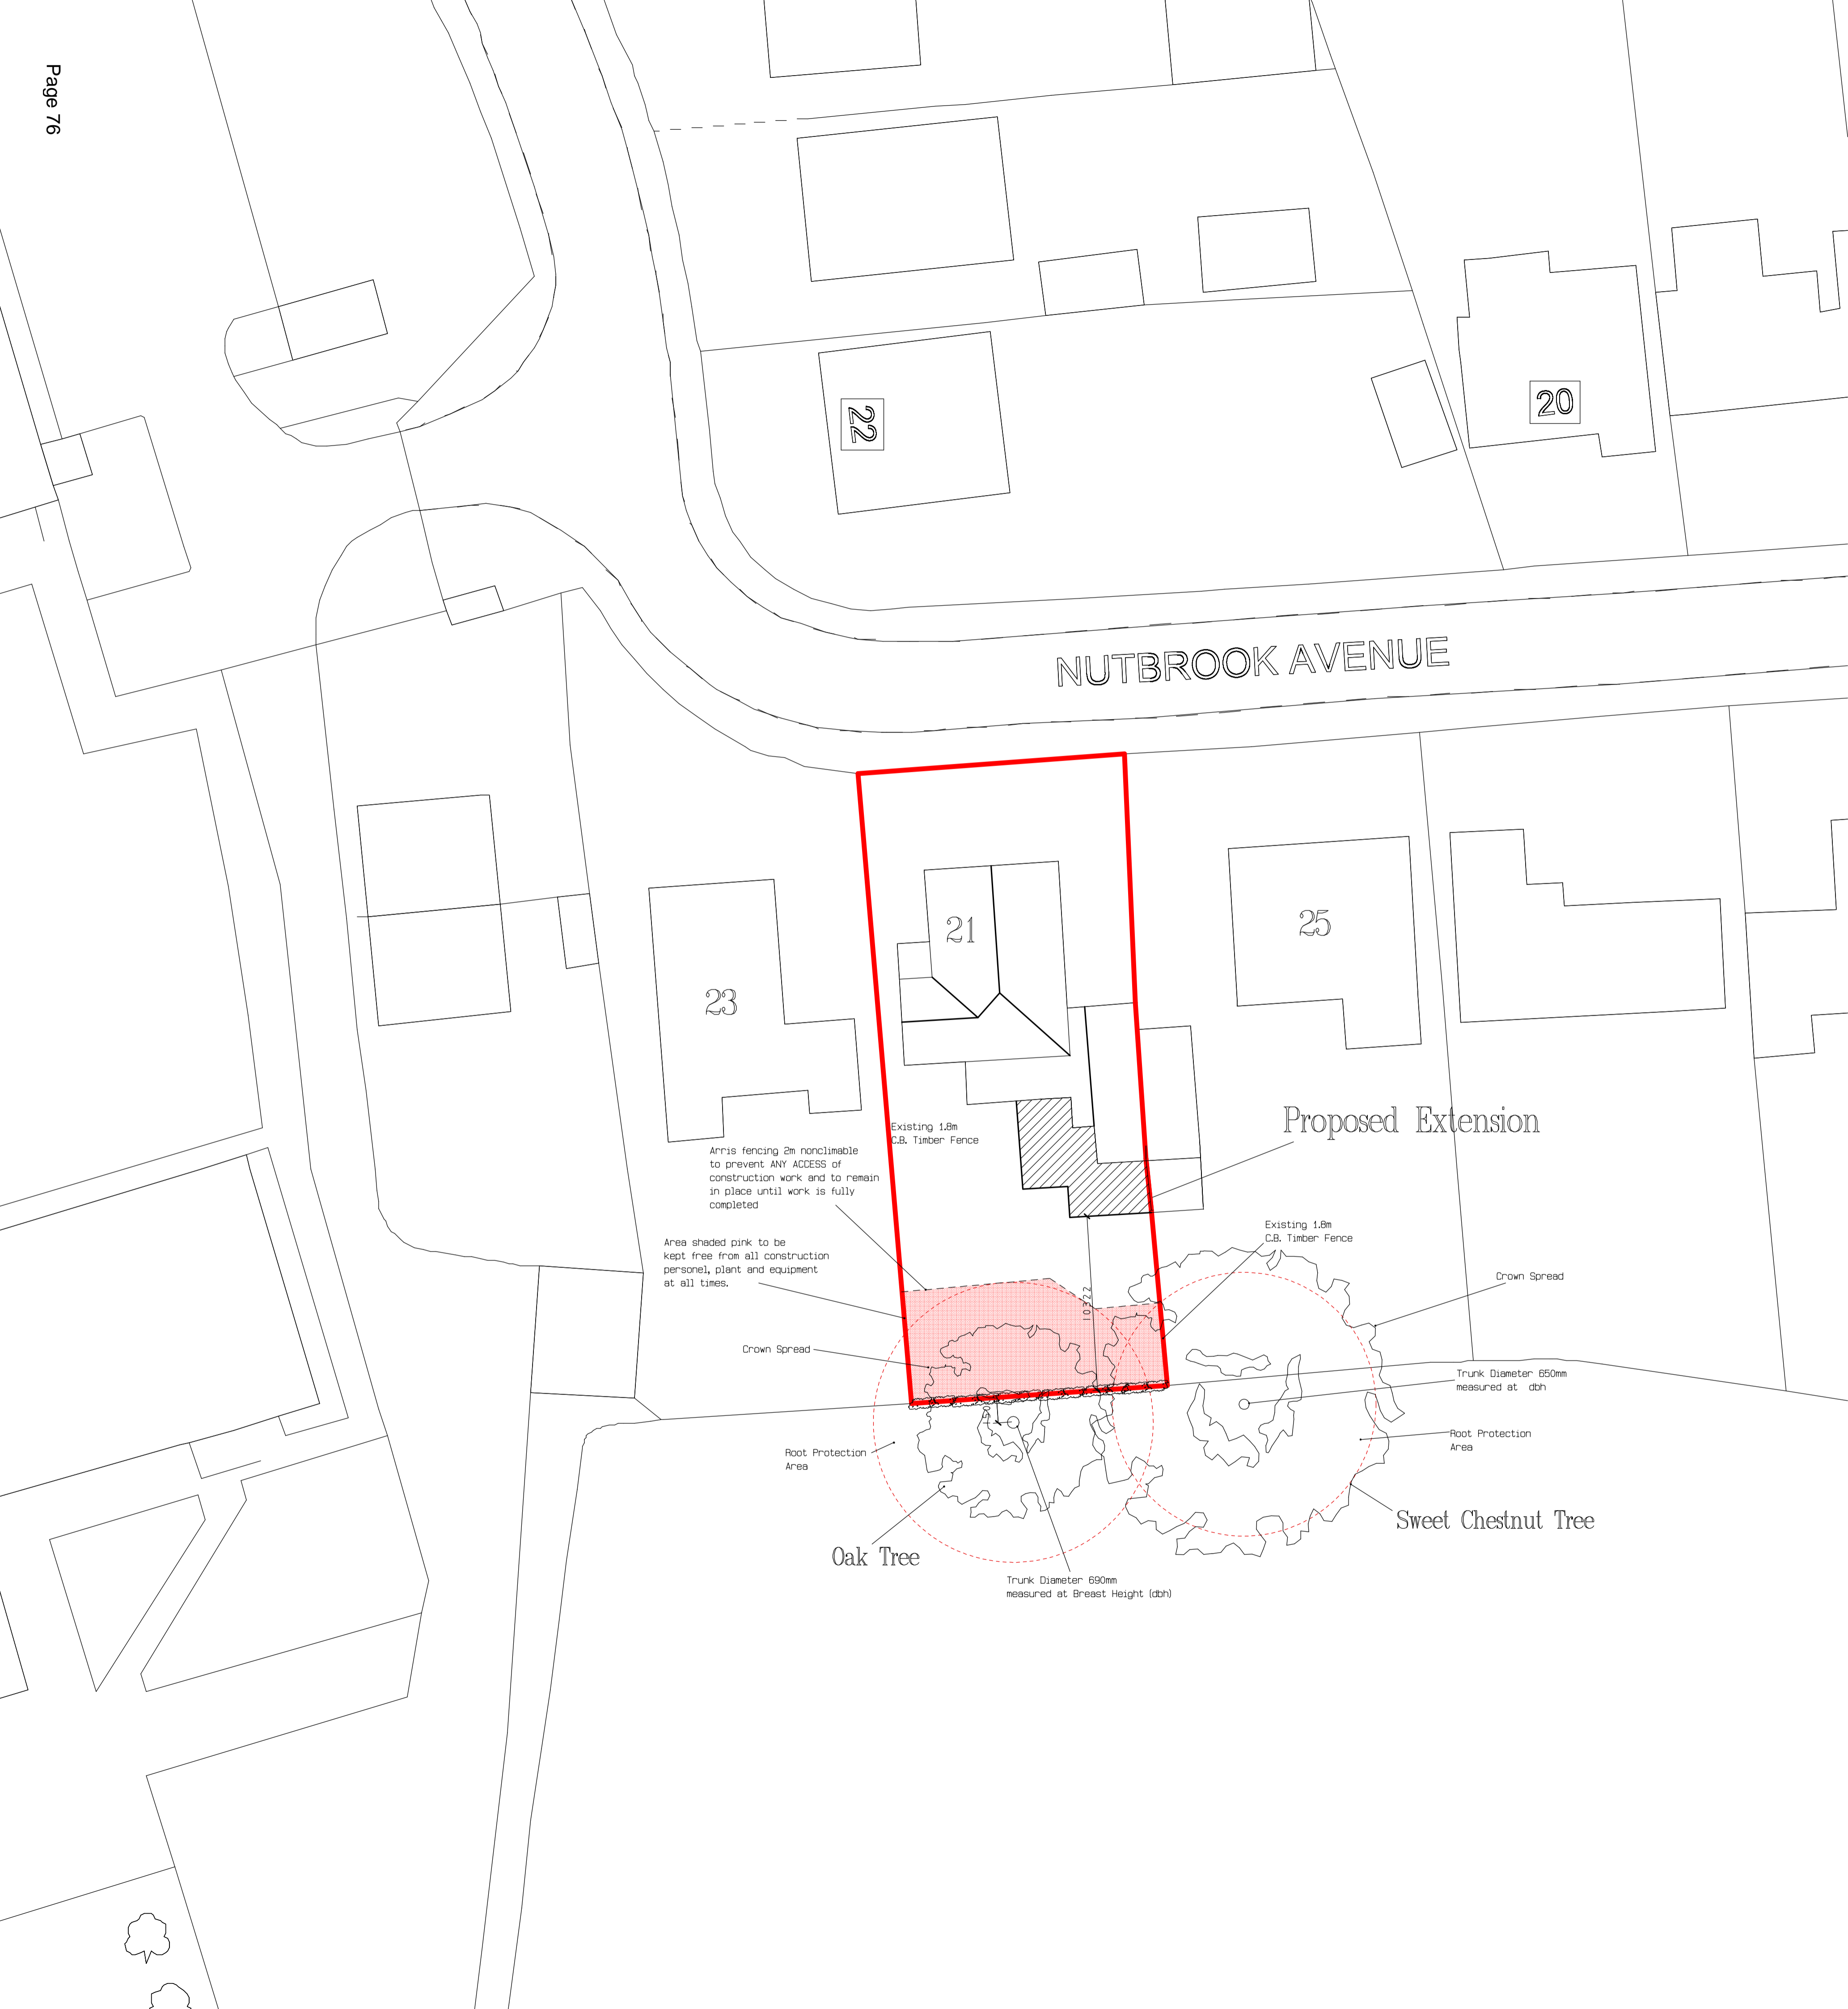 Page 76
22
20
NUTBROOK AVENUE
21
25
23
Proposed Extension
Existing 1.8m
C.B. Timber Fence
Arris fencing 2m nonclimable
to prevent ANY ACCESS of
construction work and to remain
in place until work is fully
completed
Existing 1.8m
C.B. Timber Fence
Area shaded pink to be
kept free from all construction
personel, plant and equipment
at all times.
Crown Spread
10322
Crown Spread
Trunk Diameter 650mm
measured at dbh
Root Protection
Area
Root Protection
Area
Sweet Chestnut Tree
Oak Tree
Trunk Diameter 690mm
measured at Breast Height (dbh)